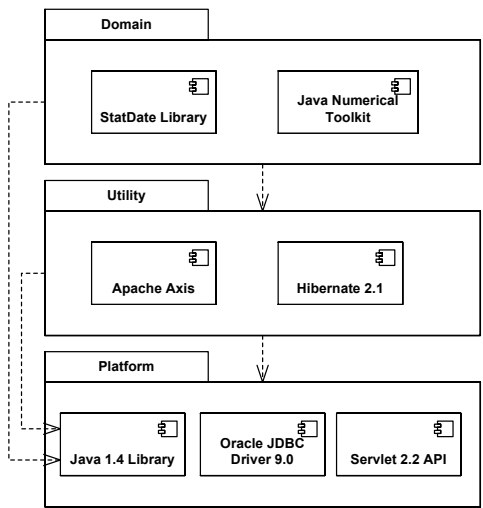 Domain
StatDate Library
Java Numerical
Toolkit
Utility
Apache Axis
Hibernate 2.1
Platform
Java 1.4 Library
Oracle JDBC
Driver 9.0
Servlet 2.2 API